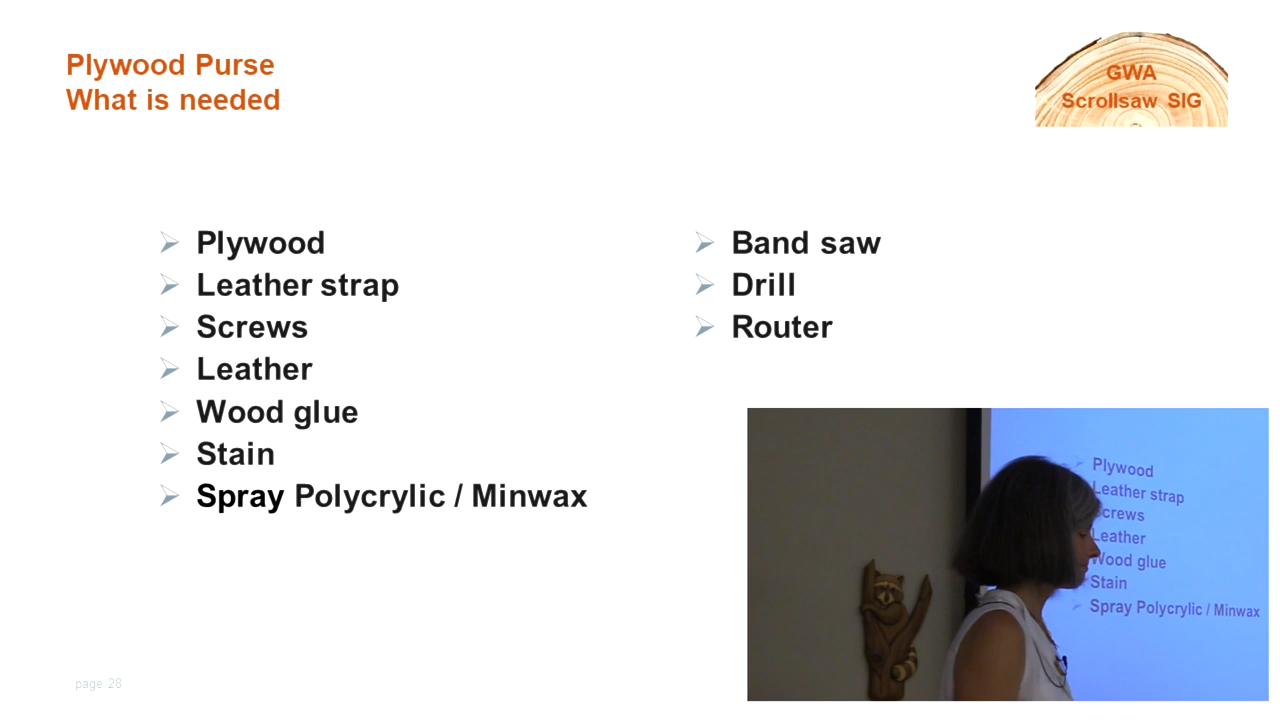 Plywood Purse
What is needed
GWA
Scrollsaw SIG
Plywood
Leather strap
Screws
Leather
Wood glue
Stain
Spray Polycrylic / Minwax
Band saw
Drill
Router
Plywood
Leather strap
crews
Leather
Wood glue
Stain
Spray Polycrylic / Minwax
page 28